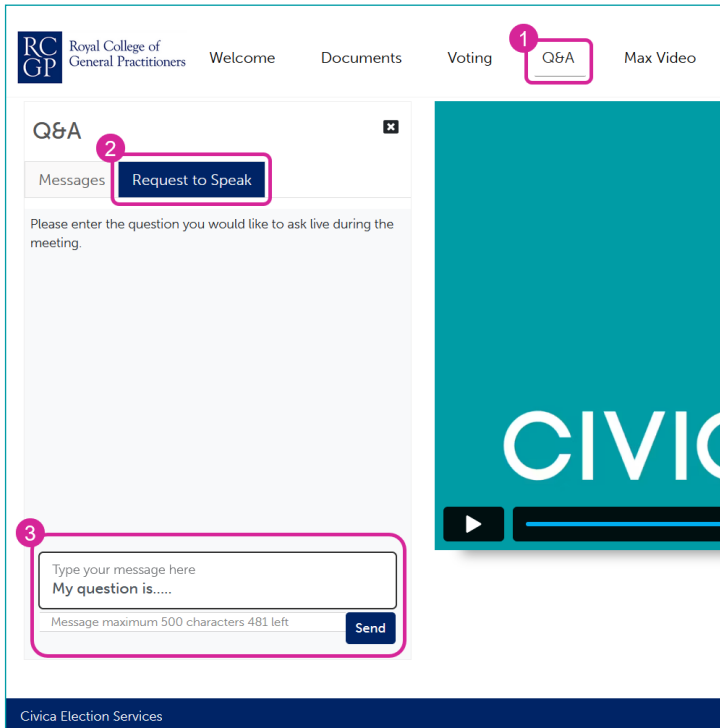 RC
GP
Royal College of
General Practitioners
Welcome
Documents
Voting
1
Q&A
Max Video
Q&A
2
Messages
Request to Speak
Please enter the question you would like to ask live during the
meeting.
CIVIC
3
Type your message here
My question is.....
Message maximum 500 characters 481 left
Send
Civica Election Services